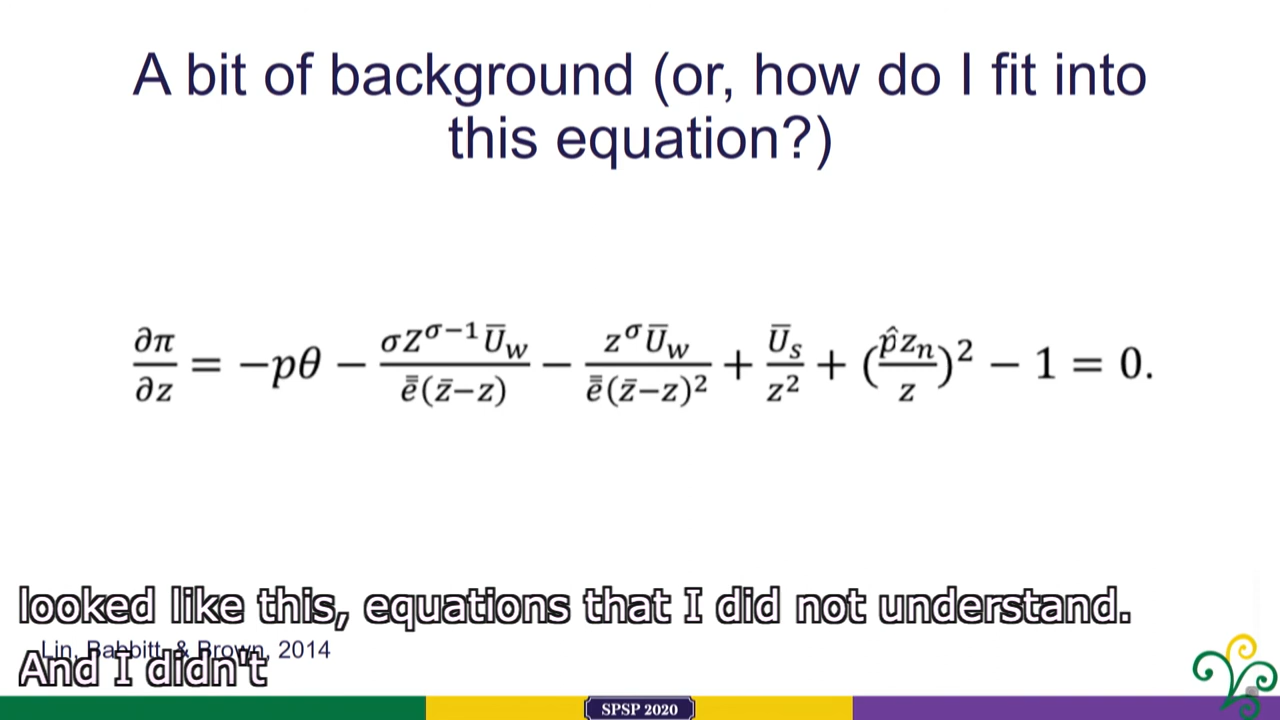 A bit of background (or, how do I fit into
this equation?)
∂π/∂z = −pθ − σZ^{σ−1}Ū_w/ē̄(z̄−z) − z^σŪ_w/ē̄(z̄−z)² + Ū_s/z² + (p̂z_n/z)² − 1 = 0.
looked like this, equations that I did not understand.
Lin, Babbitt, & Brown, 2014
And I didn't
SPSP 2020